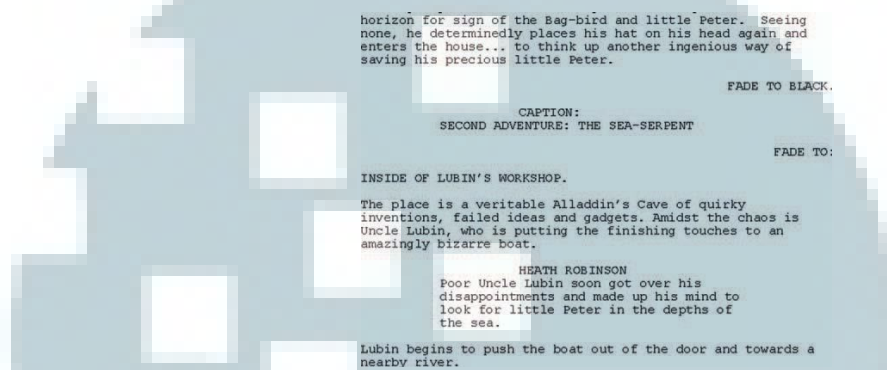 horizon for sign of the Bag-bird and little Peter. Seeing
none, he determinedly places his hat on his head again and
enters the house... to think up another ingenious way of
saving his precious little Peter.
FADE TO BLACK.
CAPTION:
SECOND ADVENTURE: THE SEA-SERPENT
FADE TO:
INSIDE OF LUBIN'S WORKSHOP.
The place is a veritable Alladdin's Cave of quirky
inventions, failed ideas and gadgets. Amidst the chaos is
Uncle Lubin, who is putting the finishing touches to an
amazingly bizarre boat.
HEATH ROBINSON
Poor Uncle Lubin soon got over his
disappointments and made up his mind to
look for little Peter in the depths of
the sea.
Lubin begins to push the boat out of the door and towards a
nearby river.